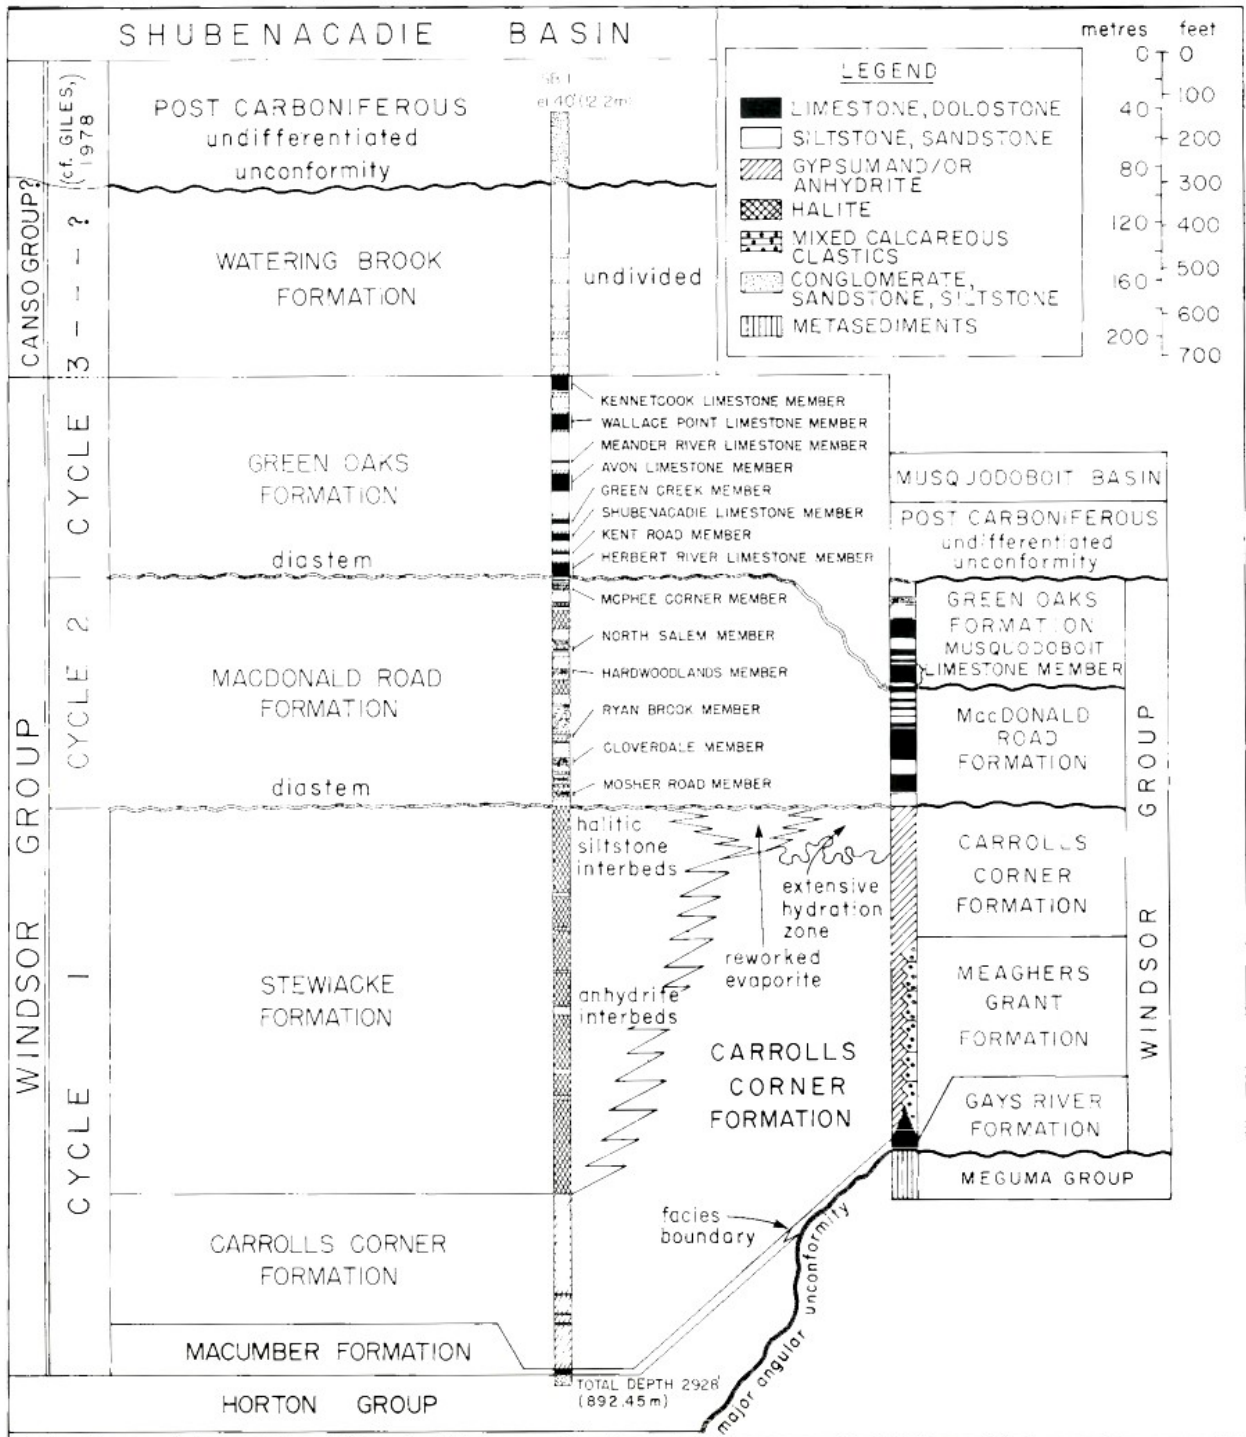 SHUBENACADIE BASIN
(cf. GILES,
1978
POST CARBONIFEROUS
undifferentiated
unconformity
SB 1
el 40' (12.2m)
CANSO GROUP?
3 - - - ?
WATERING BROOK
FORMATION
undivided
LEGEND
LIMESTONE, DOLOSTONE
SILTSTONE, SANDSTONE
GYPSUM AND/OR
ANHYDRITE
HALITE
MIXED CALCAREOUS
CLASTICS
CONGLOMERATE,
SANDSTONE, SILTSTONE
METASEDIMENTS
metres feet
0 0
100
40
200
80
300
120
400
500
160
600
200
700
WINDSOR GROUP
CYCLE
GREEN OAKS
FORMATION
diastem
KENNETCOOK LIMESTONE MEMBER
WALLACE POINT LIMESTONE MEMBER
MEANDER RIVER LIMESTONE MEMBER
AVON LIMESTONE MEMBER
GREEN CREEK MEMBER
SHUBENACADIE LIMESTONE MEMBER
KENT ROAD MEMBER
HERBERT RIVER LIMESTONE MEMBER
CYCLE 2
MACDONALD ROAD
FORMATION
diastem
MCPHEE CORNER MEMBER
NORTH SALEM MEMBER
HARDWOODLANDS MEMBER
RYAN BROOK MEMBER
CLOVERDALE MEMBER
MOSHER ROAD MEMBER
CYCLE 1
STEWIACKE
FORMATION
halitic
siltstone
interbeds
anhydrite
interbeds
reworked
evaporite
extensive
hydration
zone
CARROLLS
CORNER
FORMATION
CARROLLS CORNER
FORMATION
MACUMBER FORMATION
HORTON GROUP
TOTAL DEPTH 2928'
(892.45m)
facies
boundary
major angular unconformity
MUSQUODOBOIT BASIN
POST CARBONIFEROUS
undifferentiated
unconformity
GREEN OAKS
FORMATION
MUSQUODOBOIT
LIMESTONE MEMBER
MacDONALD
ROAD
FORMATION
CARROLLS
CORNER
FORMATION
MEAGHERS
GRANT
FORMATION
GAYS RIVER
FORMATION
MEGUMA GROUP
WINDSOR GROUP